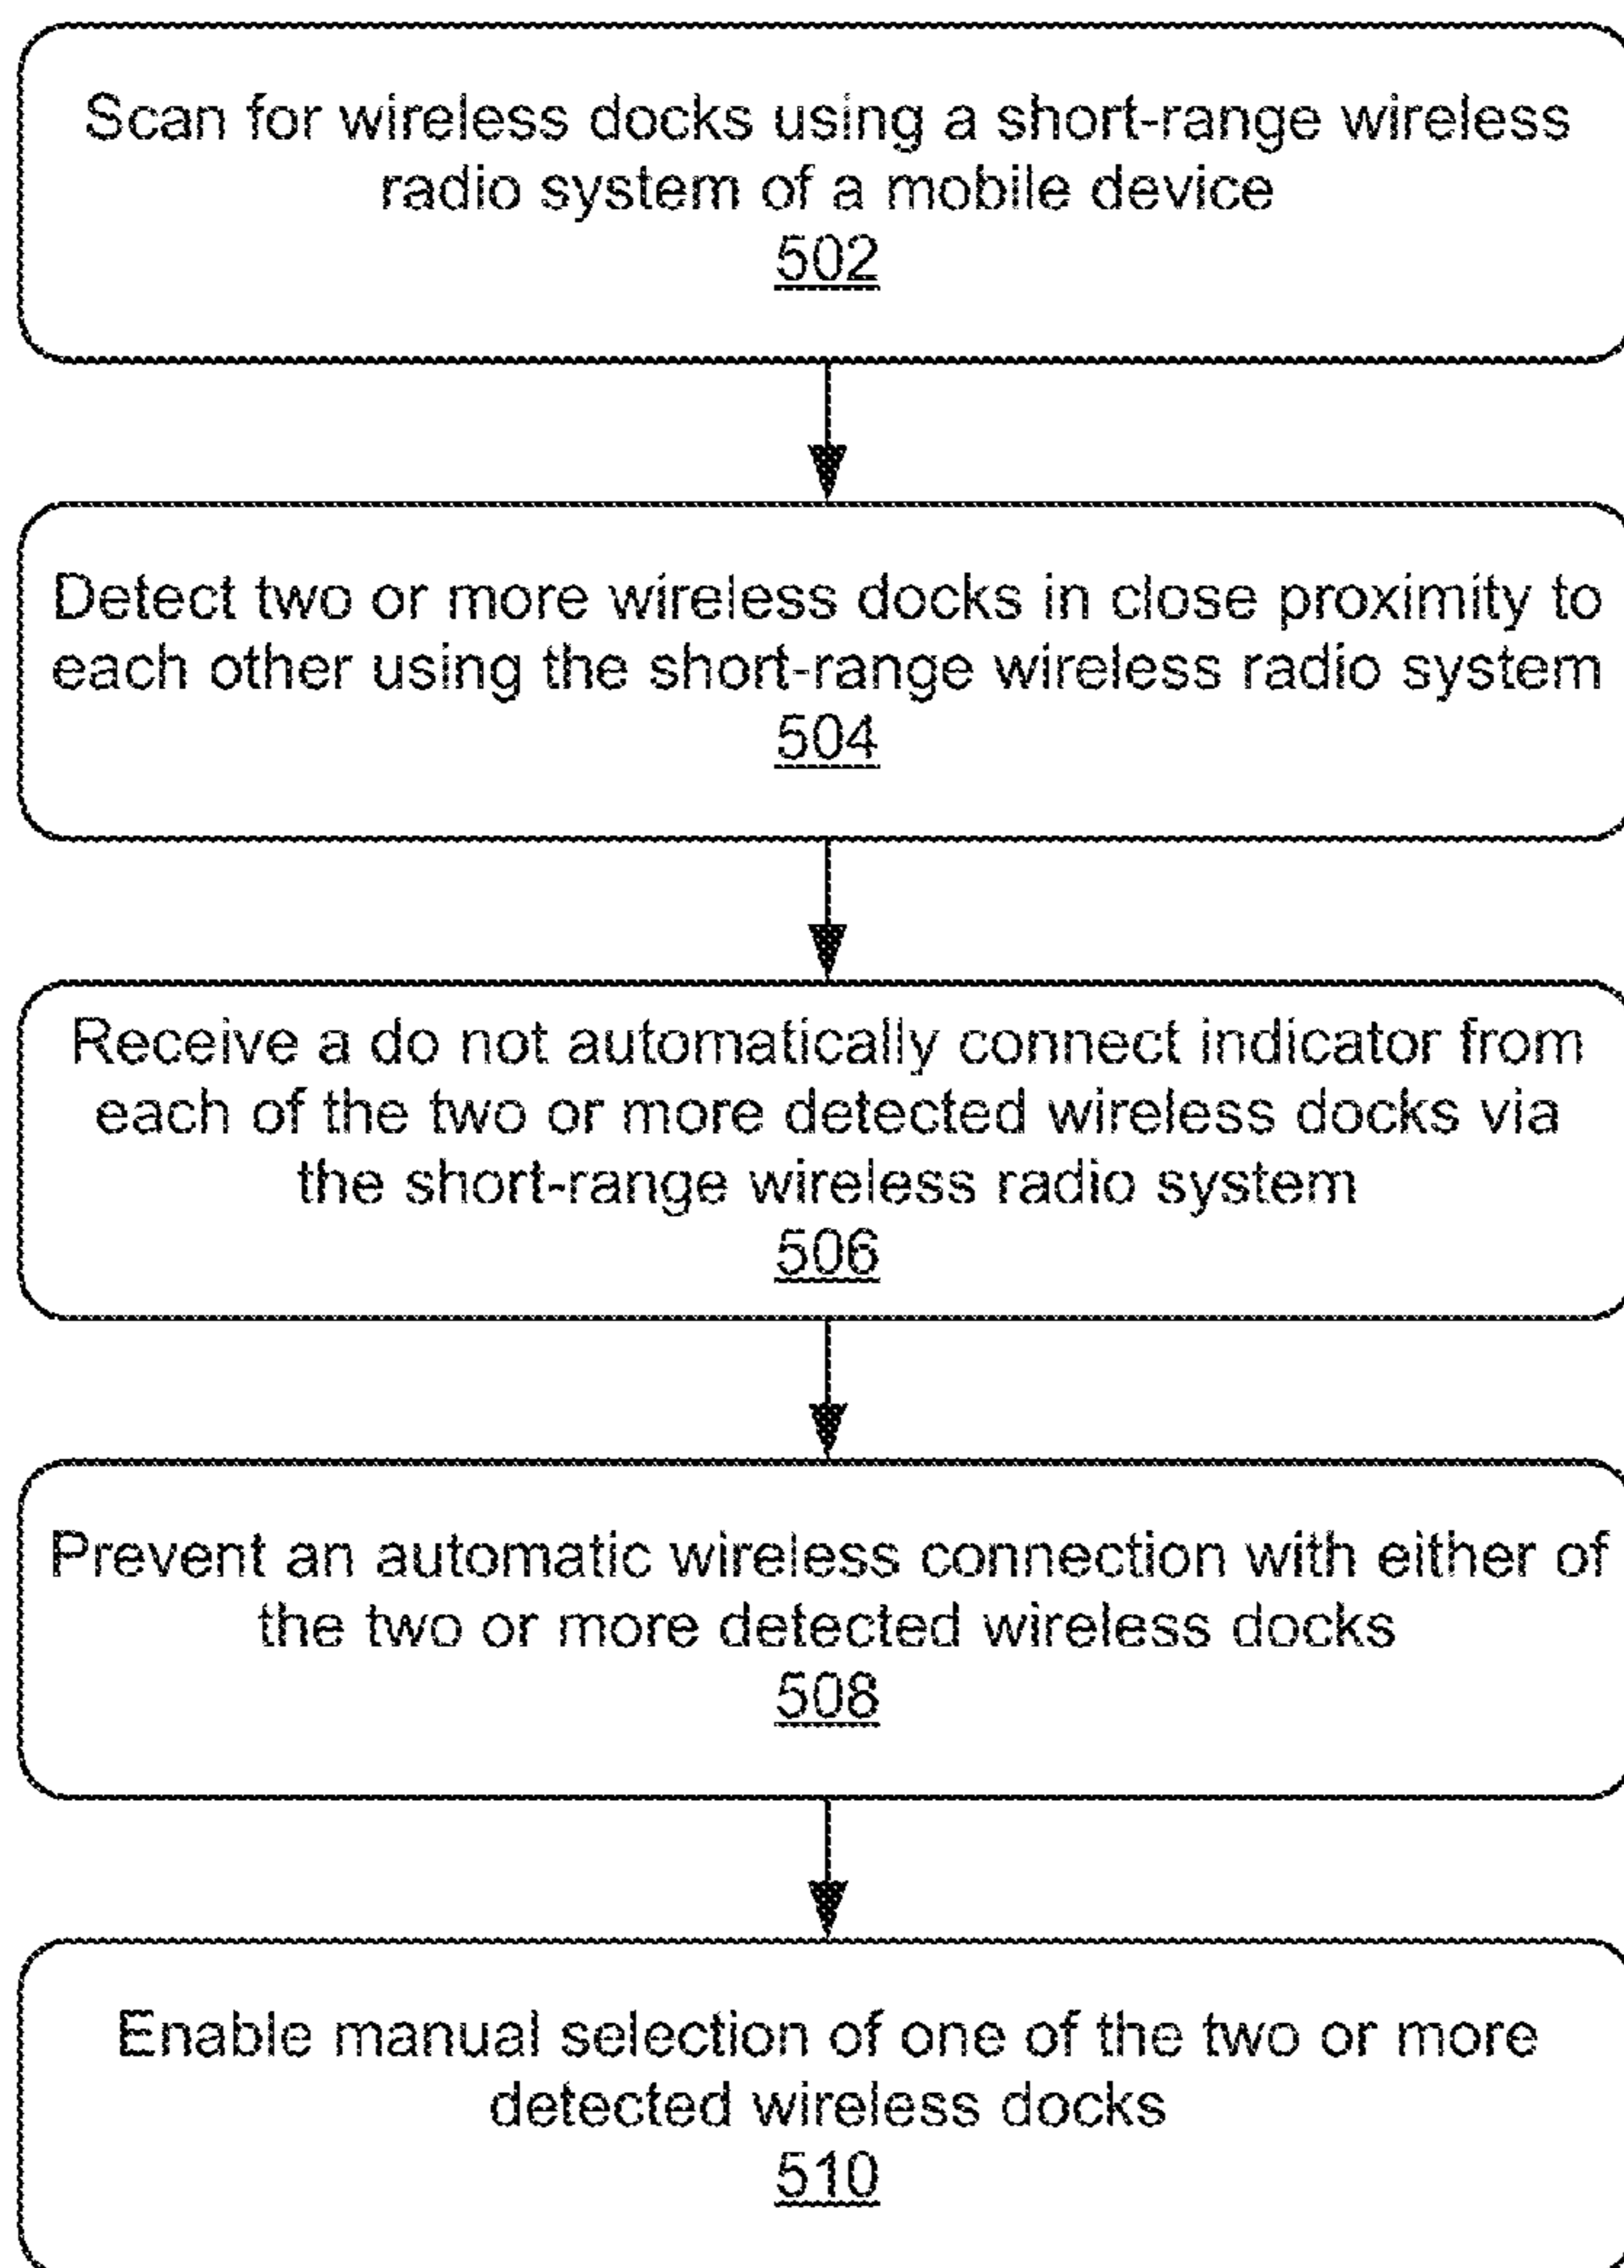 Scan for wireless docks using a short-range wireless
radio system of a mobile device
502
Detect two or more wireless docks in close proximity to
each other using the short-range wireless radio system
504
Receive a do not automatically connect indicator from
each of the two or more detected wireless docks via
the short-range wireless radio system
506
Prevent an automatic wireless connection with either of
the two or more detected wireless docks
508
Enable manual selection of one of the two or more
detected wireless docks
510